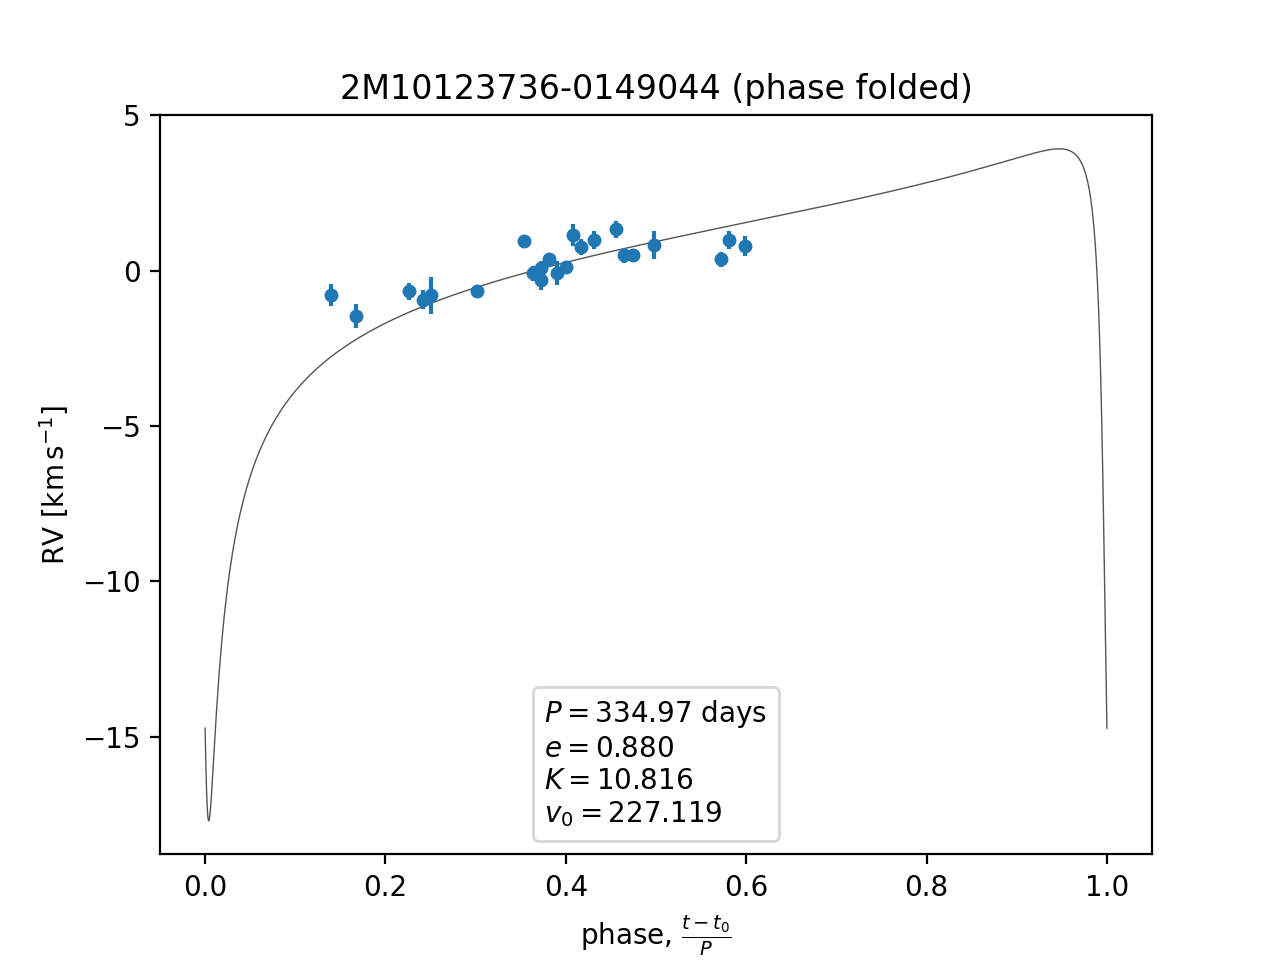 2M10123736-0149044 (phase folded)
5
0
−5
−10
−15
RV [km s⁻¹]
P = 334.97 days
e = 0.880
K = 10.816
v₀ = 227.119
0.0 0.2 0.4 0.6 0.8 1.0
phase, (t − t₀)/P